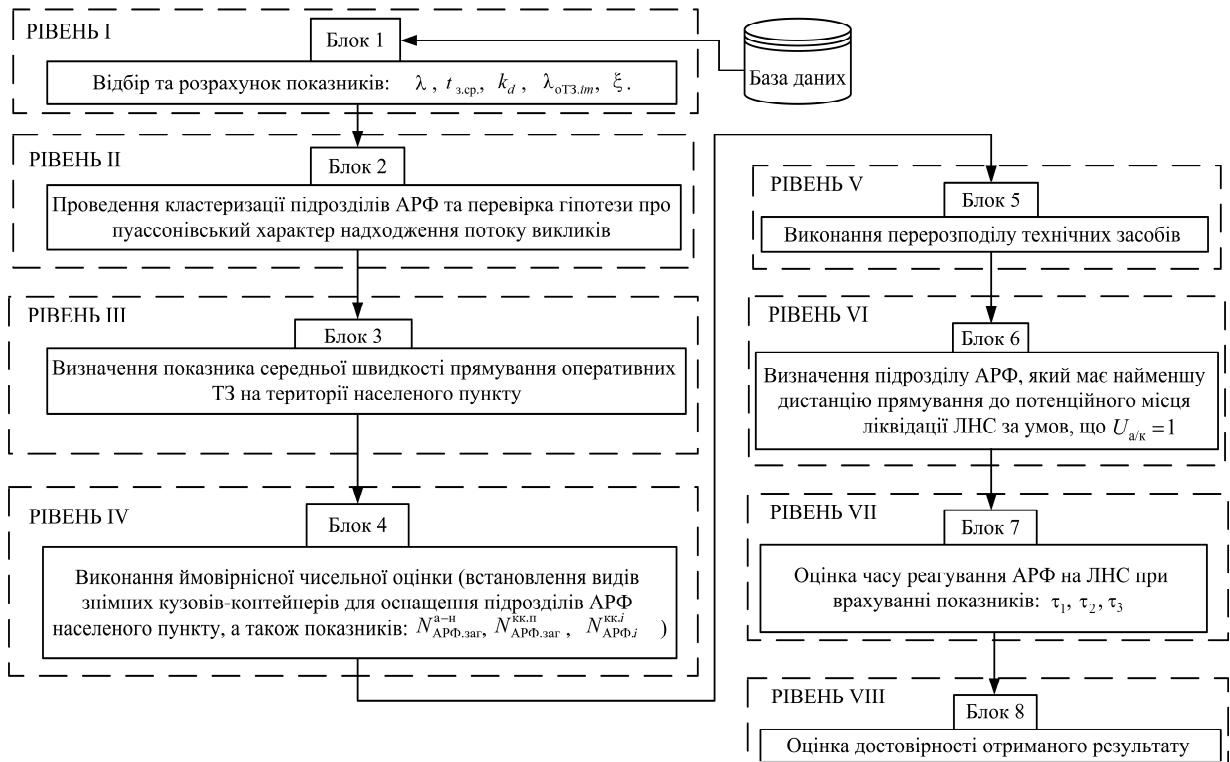 РІВЕНЬ I
Блок 1
Відбір та розрахунок показників: λ, t з.ср., k_d, λ оТЗ.im, ξ.
База даних
РІВЕНЬ II
Блок 2
Проведення кластеризації підрозділів АРФ та перевірка гіпотези про
пуассонівський характер надходження потоку викликів
РІВЕНЬ III
Блок 3
Визначення показника середньої швидкості прямування оперативних
ТЗ на території населеного пункту
РІВЕНЬ IV
Блок 4
Виконання ймовірнісної чисельної оцінки (встановлення видів
знімних кузовів-контейнерів для оснащення підрозділів АРФ
населеного пункту, а також показників: N^а–н_АРФ.заг, N^кк.п_АРФ.заг, N^кк.i_АРФ.i )
РІВЕНЬ V
Блок 5
Виконання перерозподілу технічних засобів
РІВЕНЬ VI
Блок 6
Визначення підрозділу АРФ, який має найменшу
дистанцію прямування до потенційного місця
ліквідації ЛНС за умов, що U_а/к = 1
РІВЕНЬ VII
Блок 7
Оцінка часу реагування АРФ на ЛНС при
врахуванні показників: τ₁, τ₂, τ₃
РІВЕНЬ VIII
Блок 8
Оцінка достовірності отриманого результату